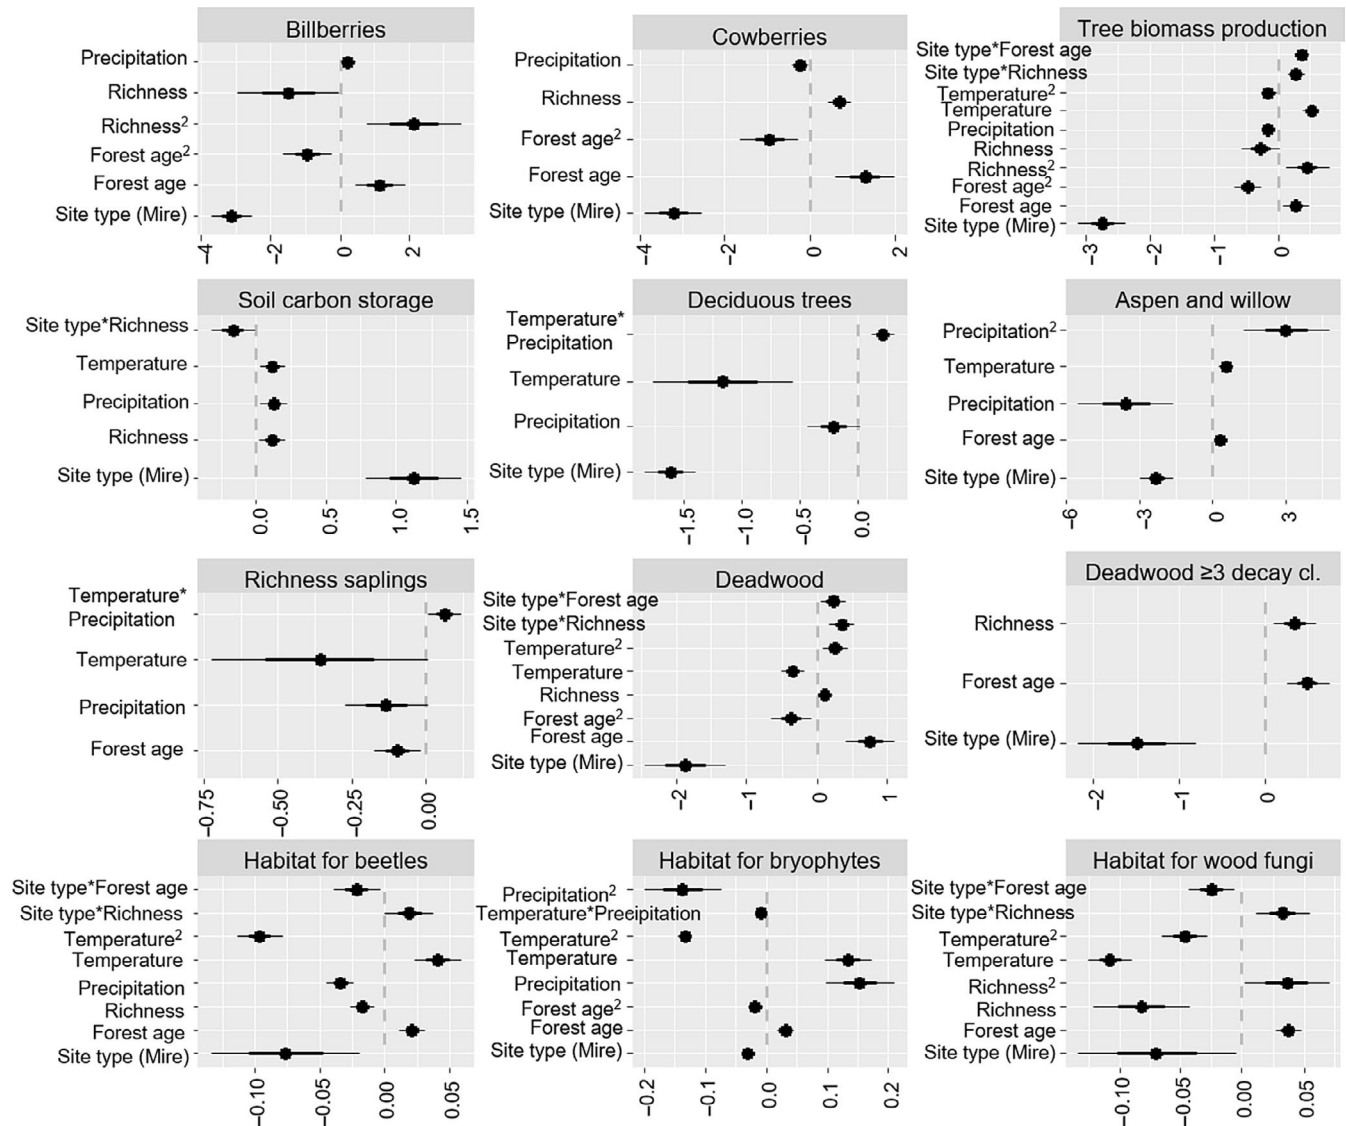 Billberries
Precipitation
Richness
Richness²
Forest age²
Forest age
Site type (Mire)
−4
−2
0
2
Cowberries
Precipitation
Richness
Forest age²
Forest age
Site type (Mire)
−4
−2
0
2
Tree biomass production
Site type*Forest age
Site type*Richness
Temperature²
Temperature
Precipitation
Richness
Richness²
Forest age²
Forest age
Site type (Mire)
−3
−2
−1
0
Soil carbon storage
Site type*Richness
Temperature
Precipitation
Richness
Site type (Mire)
0.0
0.5
1.0
1.5
Deciduous trees
Temperature*
Precipitation
Temperature
Precipitation
Site type (Mire)
−1.5
−1.0
−0.5
0.0
Aspen and willow
Precipitation²
Temperature
Precipitation
Forest age
Site type (Mire)
−6
−3
0
3
Richness saplings
Temperature*
Precipitation
Temperature
Precipitation
Forest age
−0.75
−0.50
−0.25
0.00
Deadwood
Site type*Forest age
Site type*Richness
Temperature²
Temperature
Richness
Forest age²
Forest age
Site type (Mire)
−2
−1
0
1
Deadwood ≥3 decay cl.
Richness
Forest age
Site type (Mire)
−2
−1
0
Habitat for beetles
Site type*Forest age
Site type*Richness
Temperature²
Temperature
Precipitation
Richness
Forest age
Site type (Mire)
−0.10
−0.05
0.00
0.05
Habitat for bryophytes
Precipitation²
Temperature*Precipitation
Temperature²
Temperature
Precipitation
Forest age²
Forest age
Site type (Mire)
−0.2
−0.1
0.0
0.1
0.2
Habitat for wood fungi
Site type*Forest age
Site type*Richness
Temperature²
Temperature
Richness²
Richness
Forest age
Site type (Mire)
−0.10
−0.05
0.00
0.05